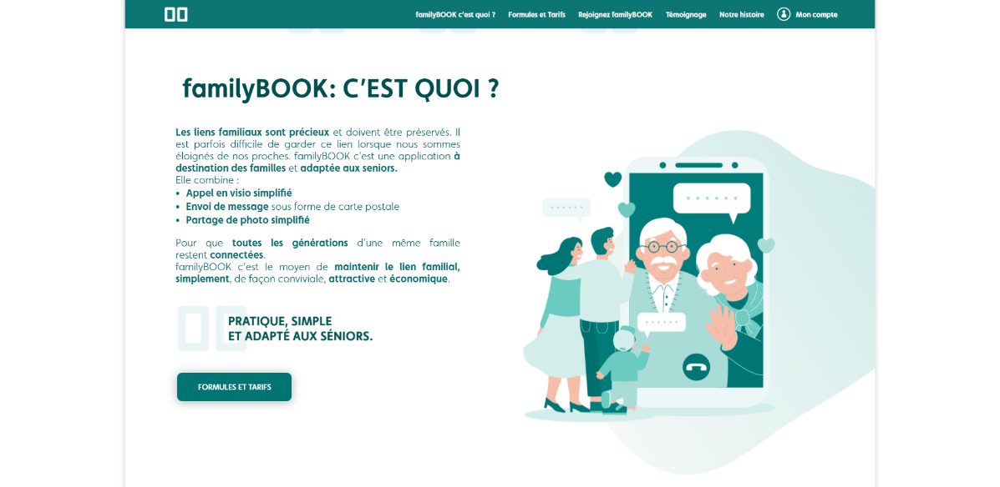 familyBOOK c'est quoi ?
Formules et Tarifs
Rejoignez familyBOOK
Témoignage
Notre histoire
Mon compte
familyBOOK: C'EST QUOI ?
Les liens familiaux sont précieux et doivent être préservés. Il
est parfois difficile de garder ce lien lorsque nous sommes
éloignés de nos proches. familyBOOK c'est une application à
destination des familles et adaptée aux seniors.
Elle combine :
• Appel en visio simplifié
• Envoi de message sous forme de carte postale
• Partage de photo simplifié
Pour que toutes les générations d'une même famille
restent connectées.
familyBOOK c'est le moyen de maintenir le lien familial,
simplement, de façon conviviale, attractive et économique.
PRATIQUE, SIMPLE
ET ADAPTÉ AUX SÉNIORS.
FORMULES ET TARIFS